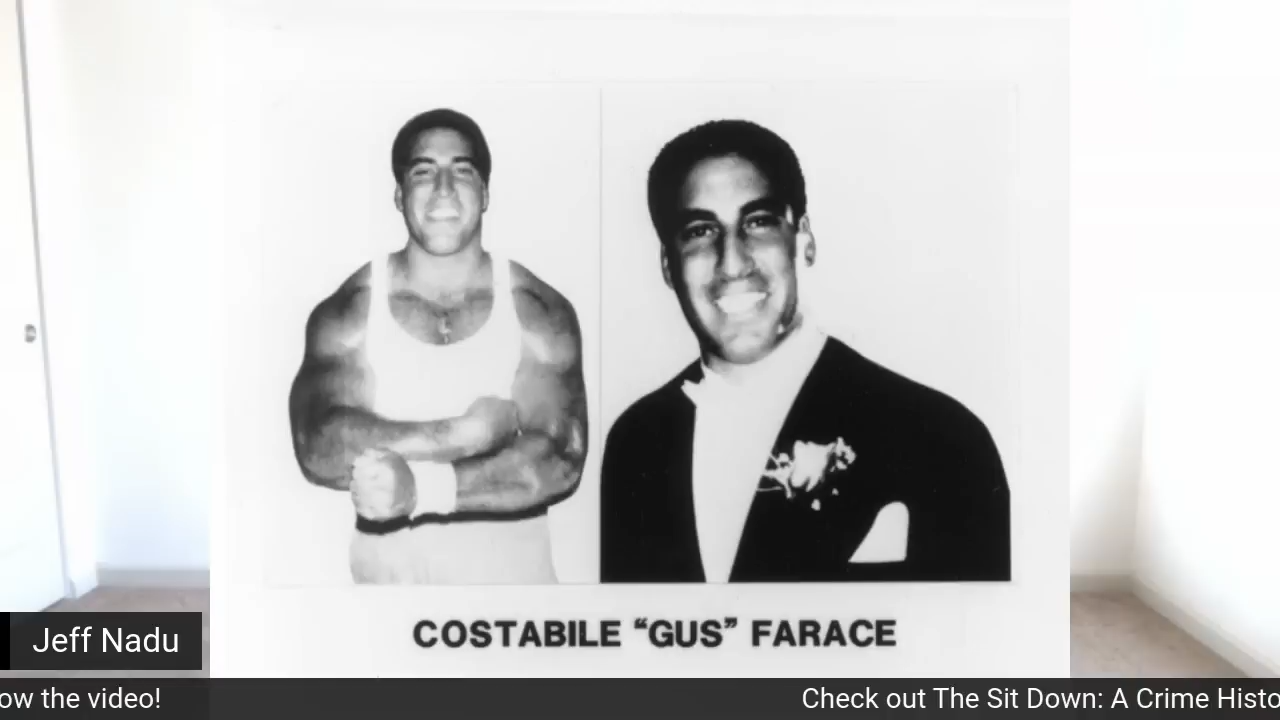 COSTABILE “GUS” FARACE
Jeff Nadu
ow the video!
Check out The Sit Down: A Crime Histo